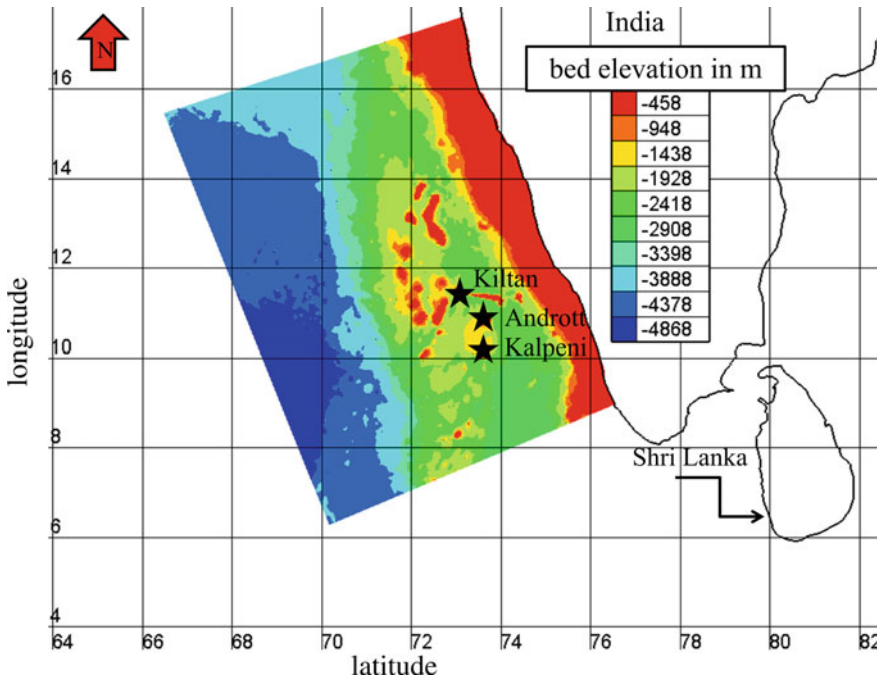 N
India
bed elevation in m
-458
-948
-1438
-1928
-2418
-2908
-3398
-3888
-4378
-4868
16
14
12
10
8
6
4
longitude
Kiltan
Andrott
Kalpeni
Shri Lanka
64 66 68 70 72 74 76 78 80 82
latitude